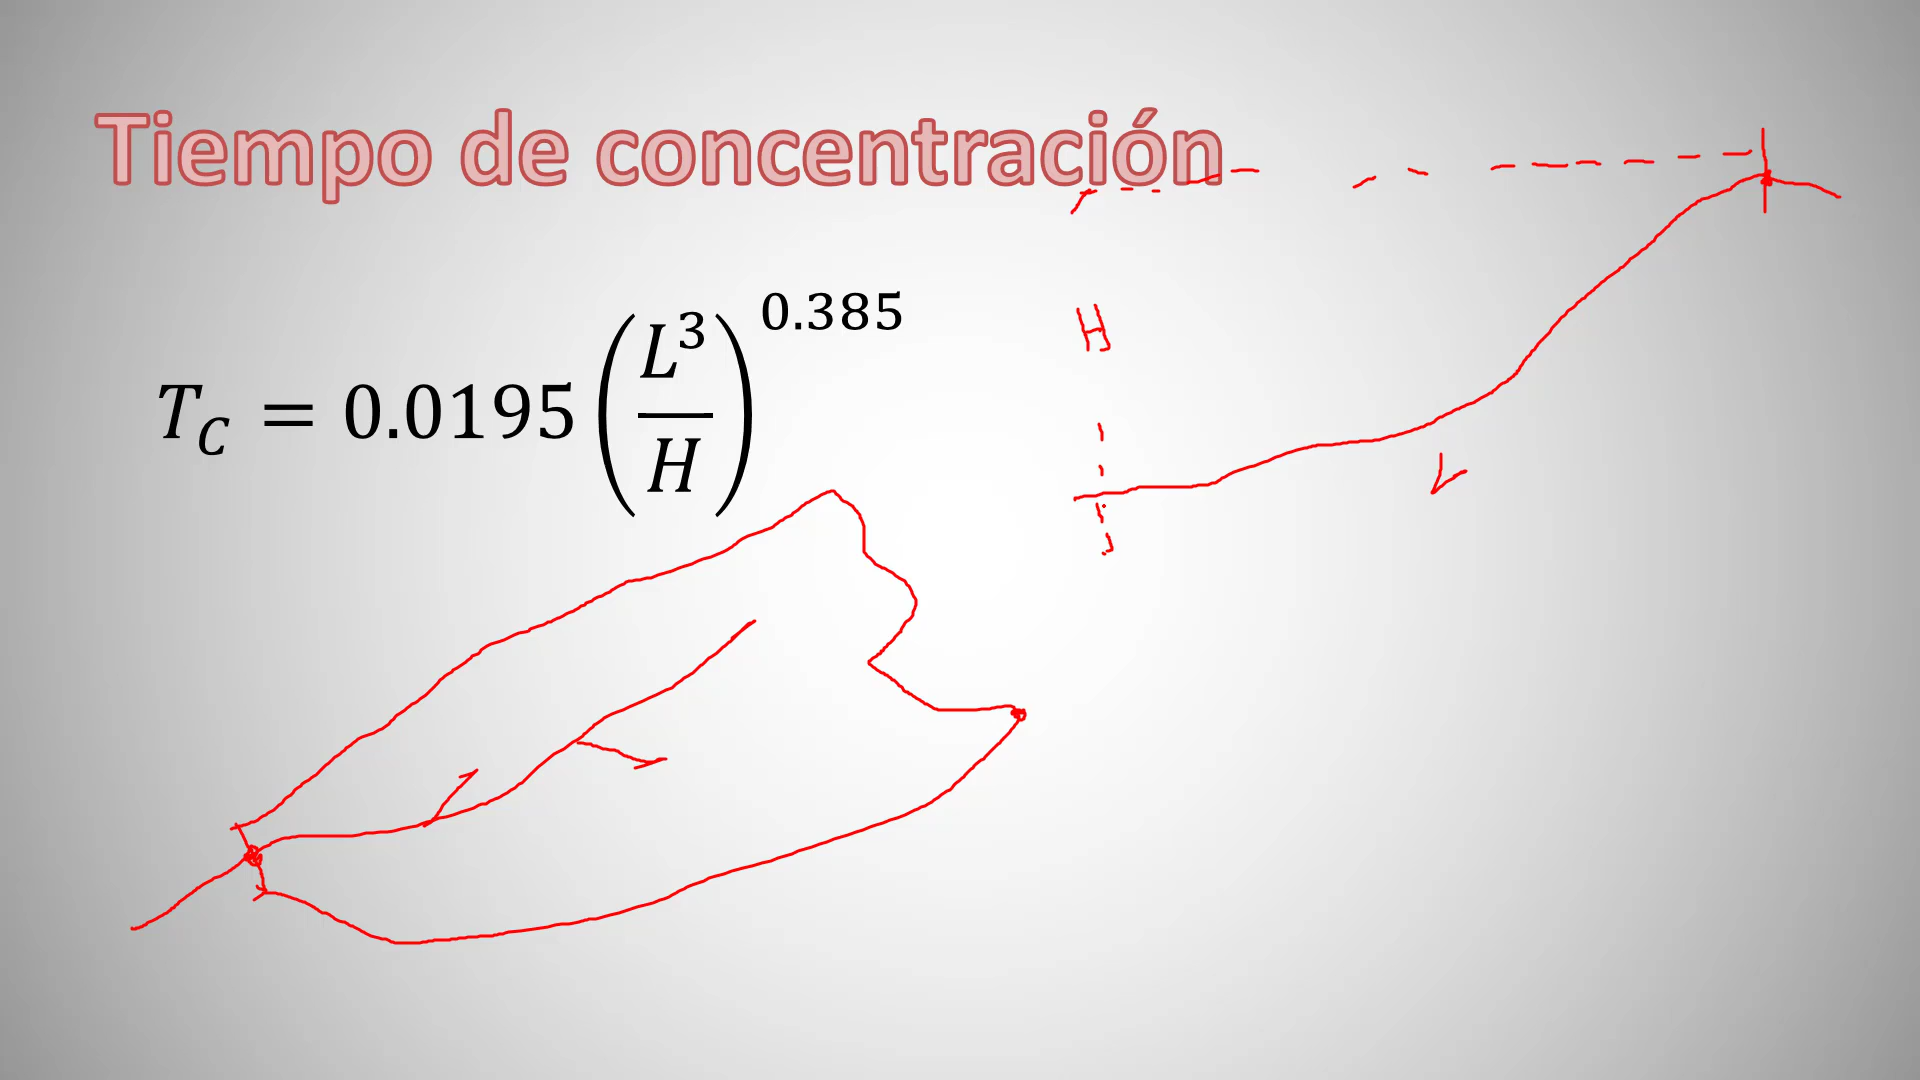 Tiempo de concentración
T_C = 0.0195 (L^3/H)^0.385
H
L